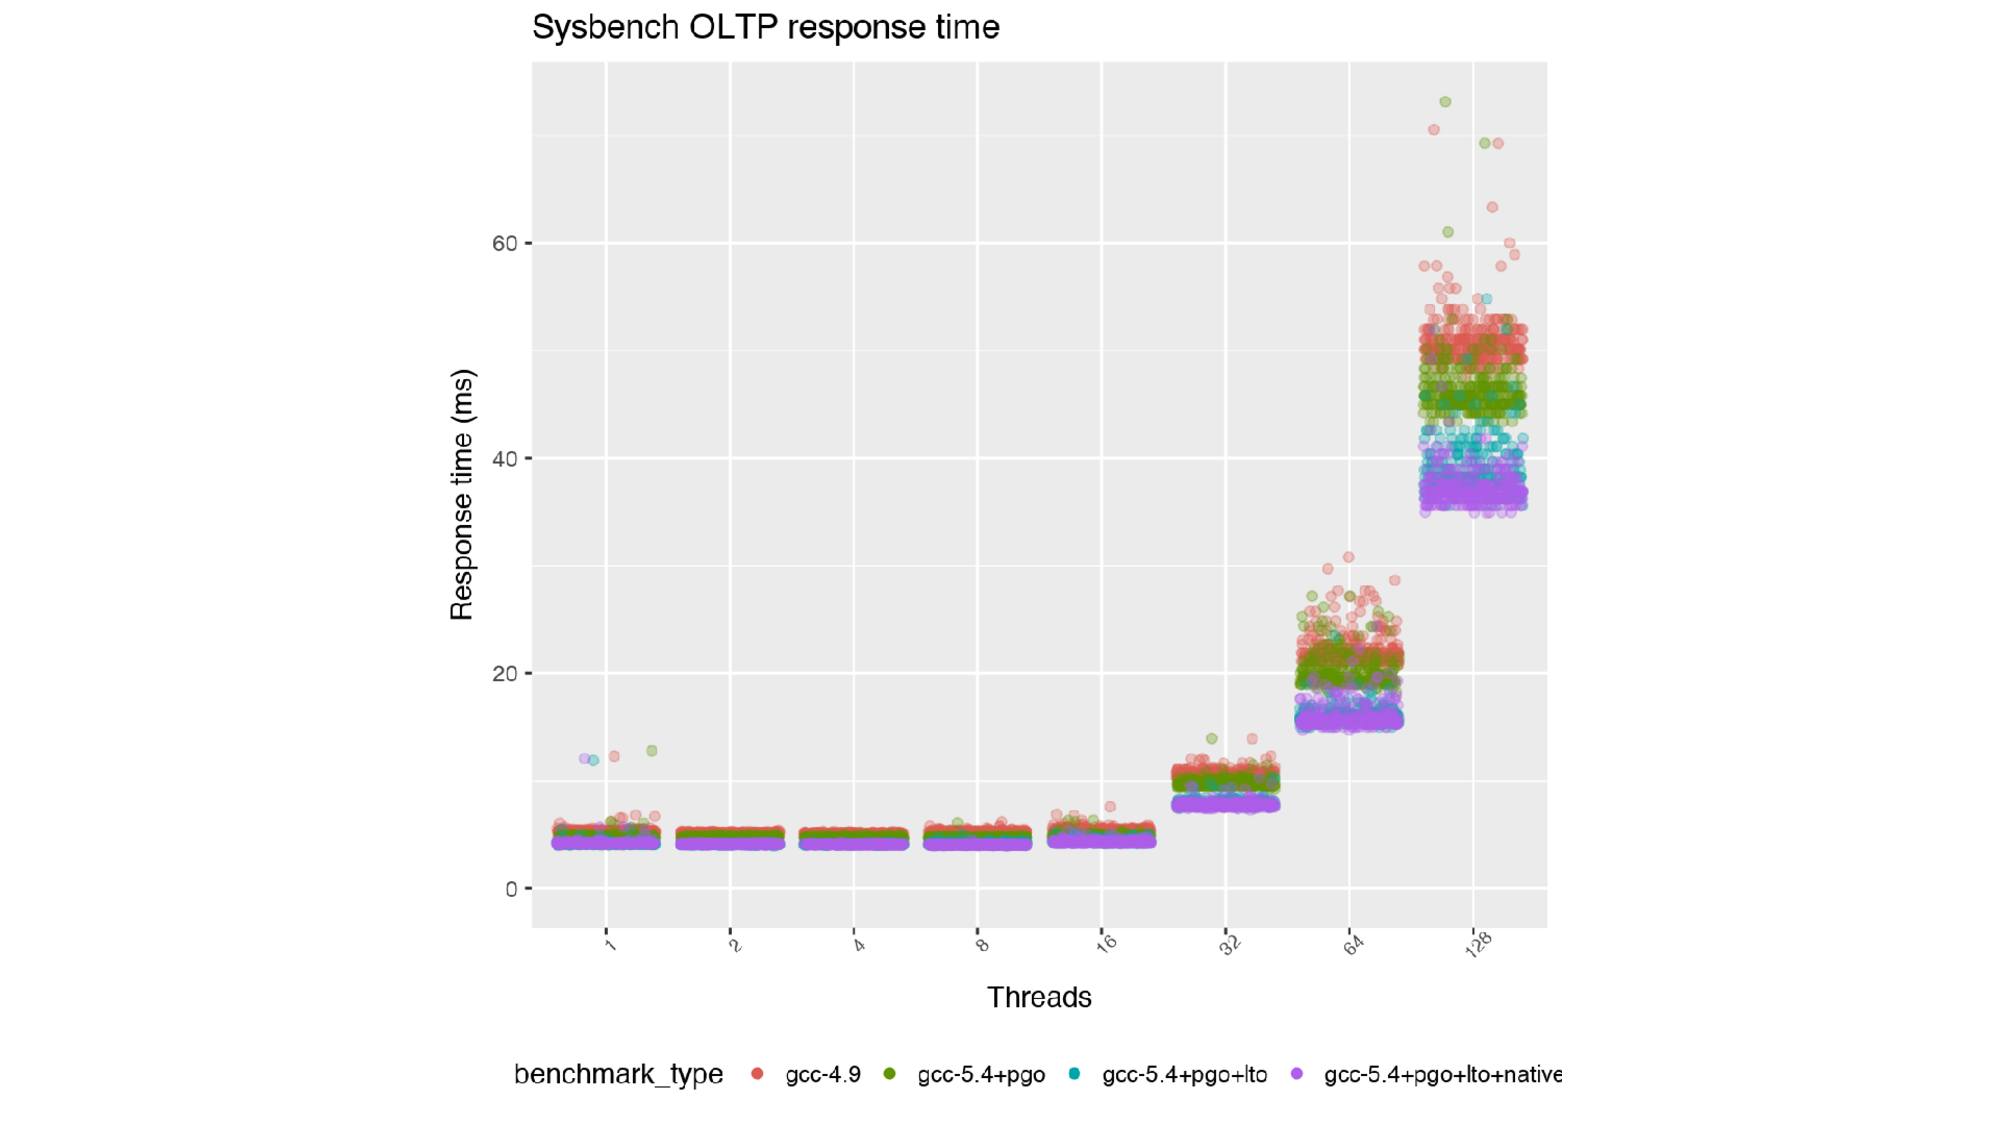 Sysbench OLTP response time
60
40
20
0
Response time (ms)
1 2 4 8 16 32 64 128
Threads
benchmark_type gcc-4.9 gcc-5.4+pgo gcc-5.4+pgo+lto gcc-5.4+pgo+lto+native